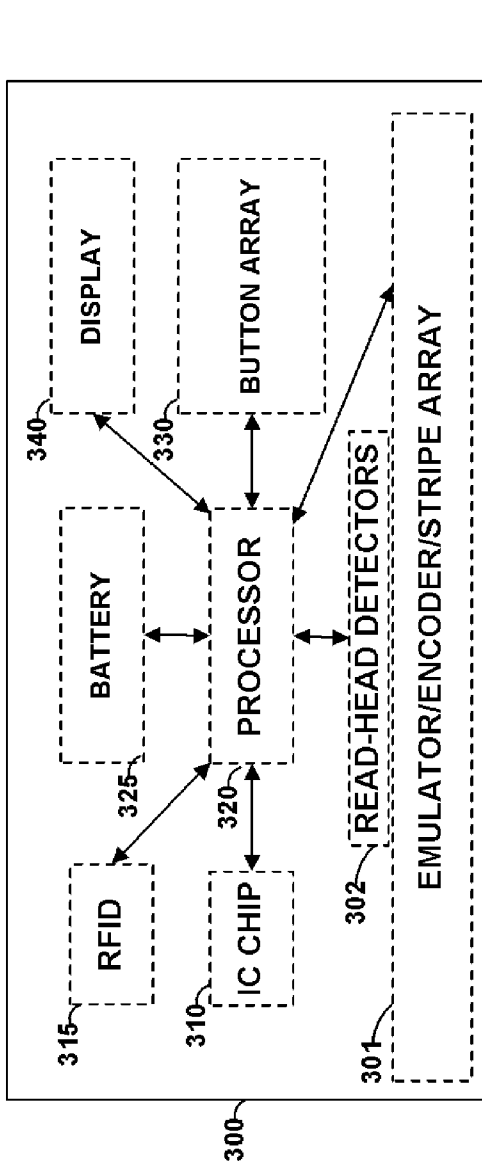 300
315
RFID
325
BATTERY
340
DISPLAY
310
IC CHIP
320
PROCESSOR
330
BUTTON ARRAY
302
READ-HEAD DETECTORS
301
EMULATOR/ENCODER/STRIPE ARRAY